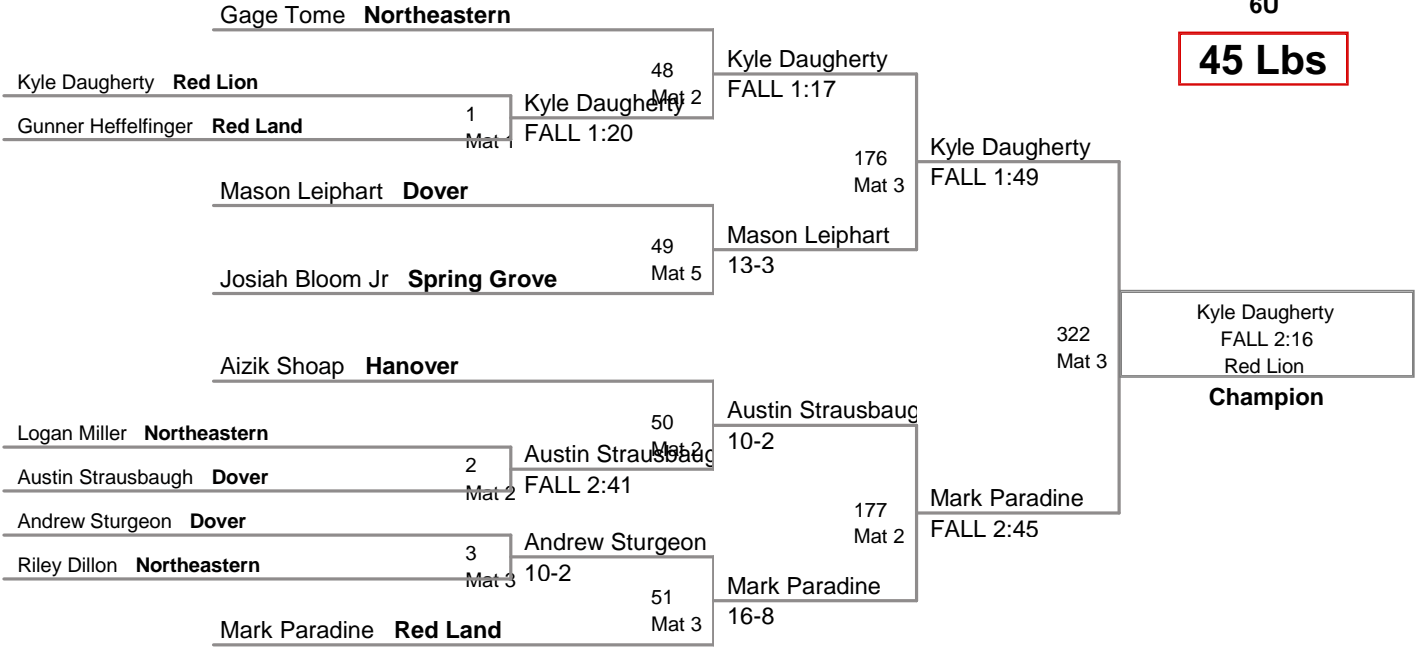 6U
45 Lbs
Gage Tome Northeastern
Kyle Daugherty Red Lion
Gunner Heffelfinger Red Land
1
Mat 1
Kyle Daugherty
FALL 1:20
48
Mat 2
Kyle Daugherty
FALL 1:17
Mason Leiphart Dover
Josiah Bloom Jr Spring Grove
49
Mat 5
Mason Leiphart
13-3
176
Mat 3
Kyle Daugherty
FALL 1:49
Aizik Shoap Hanover
Logan Miller Northeastern
Austin Strausbaugh Dover
2
Mat 2
Austin Strausbaug
FALL 2:41
50
Mat 2
Austin Strausbaug
10-2
Andrew Sturgeon Dover
Riley Dillon Northeastern
3
Mat 3
Andrew Sturgeon
10-2
Mark Paradine Red Land
51
Mat 3
Mark Paradine
16-8
177
Mat 2
Mark Paradine
FALL 2:45
322
Mat 3
Kyle Daugherty
FALL 2:16
Red Lion
Champion